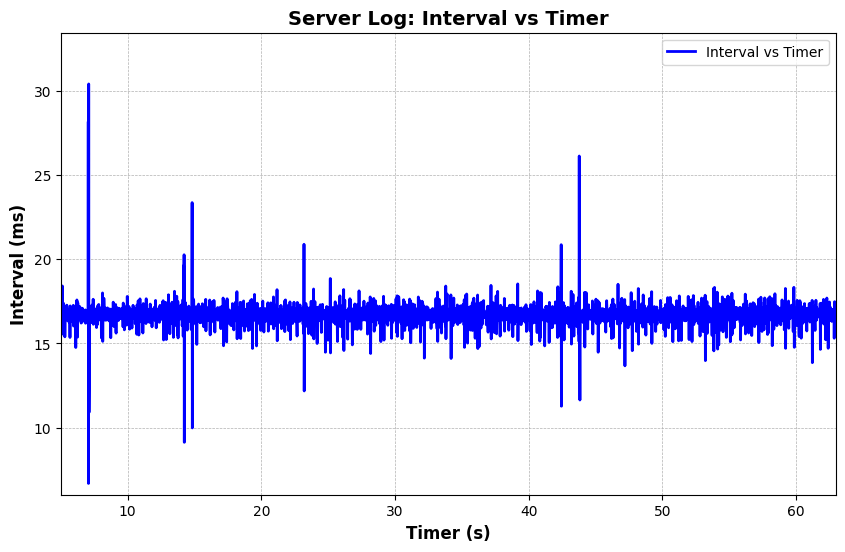 Server Log: Interval vs Timer
Interval vs Timer
30
25
20
15
10
Interval (ms)
10 20 30 40 50 60
Timer (s)